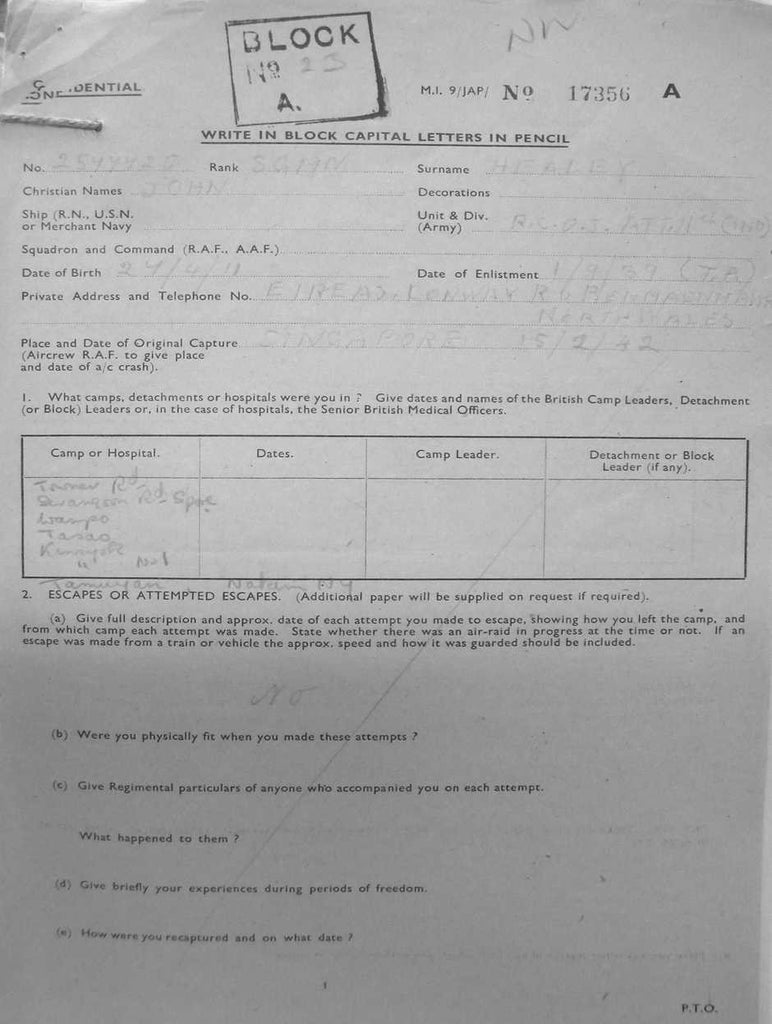 BLOCK
Nº 23
A.
NW
CONFIDENTIAL
M.I. 9/JAP/ Nº 17356 A
WRITE IN BLOCK CAPITAL LETTERS IN PENCIL
No. Rank SGMN Surname HEALEY
Christian Names JOHN Decorations
Ship (R.N., U.S.N.
or Merchant Navy
Unit & Div.
(Army)
Squadron and Command (R.A.F., A.A.F.)
Date of Birth 24/4/11 Date of Enlistment 1/9/39 (T.A)
Private Address and Telephone No.
NORTH WALES
Place and Date of Original Capture SINGAPORE 15/2/42
(Aircrew R.A.F. to give place
and date of a/c crash).
1. What camps, detachments or hospitals were you in ? Give dates and names of the British Camp Leaders, Detachment
(or Block) Leaders or, in the case of hospitals, the Senior British Medical Officers.
Camp or Hospital. Dates. Camp Leader. Detachment or Block
Leader (if any).
Rd
Rd Spore
Wampo
Tasao
" No1
2. ESCAPES OR ATTEMPTED ESCAPES. (Additional paper will be supplied on request if required).
(a) Give full description and approx. date of each attempt you made to escape, showing how you left the camp, and
from which camp each attempt was made. State whether there was an air-raid in progress at the time or not. If an
escape was made from a train or vehicle the approx. speed and how it was guarded should be included.
NO
(b) Were you physically fit when you made these attempts ?
(c) Give Regimental particulars of anyone who accompanied you on each attempt.
What happened to them ?
(d) Give briefly your experiences during periods of freedom.
(e) How were you recaptured and on what date ?
1
P.T.O.